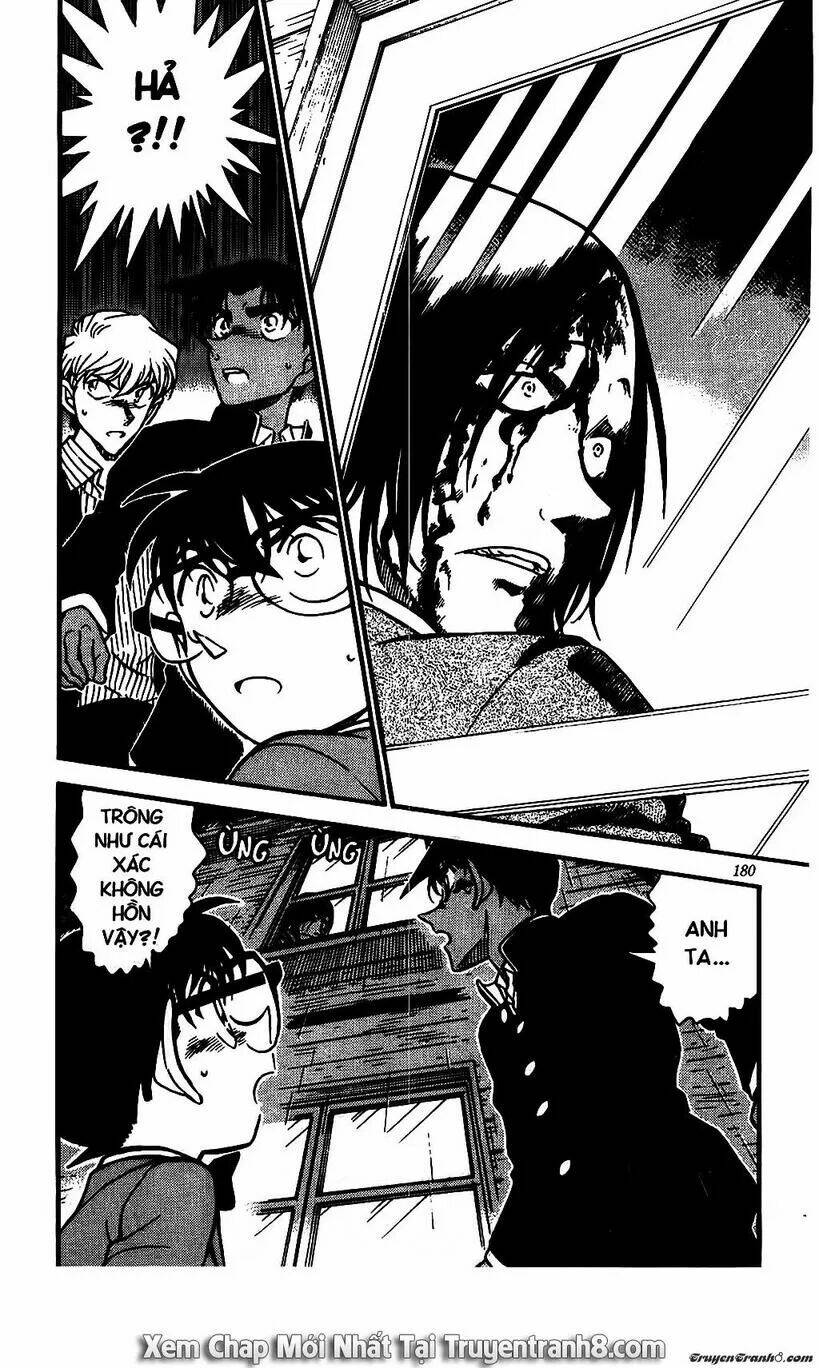 HẢ
?!!
TRÔNG
NHƯ CÁI
XÁC
KHÔNG
HỒN
VẬY?!
ÙNG
ÙNG
180
ANH
TA...
Xem Chap Mới Nhất Tại Truyentranh8.com
TruyenTranh8.com